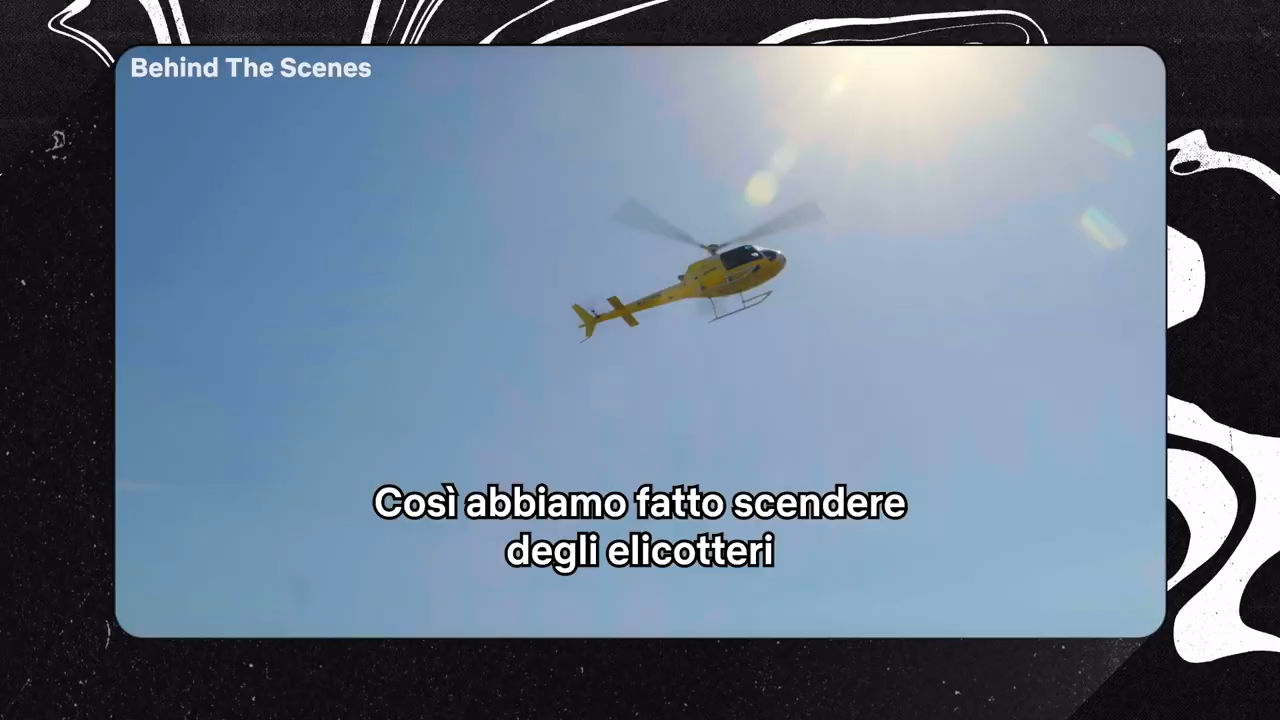 Behind The Scenes
Così abbiamo fatto scendere
degli elicotteri